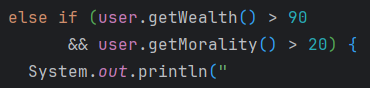 else if (user.getWealth() > 90
&& user.getMorality() > 20) {
System.out.println("